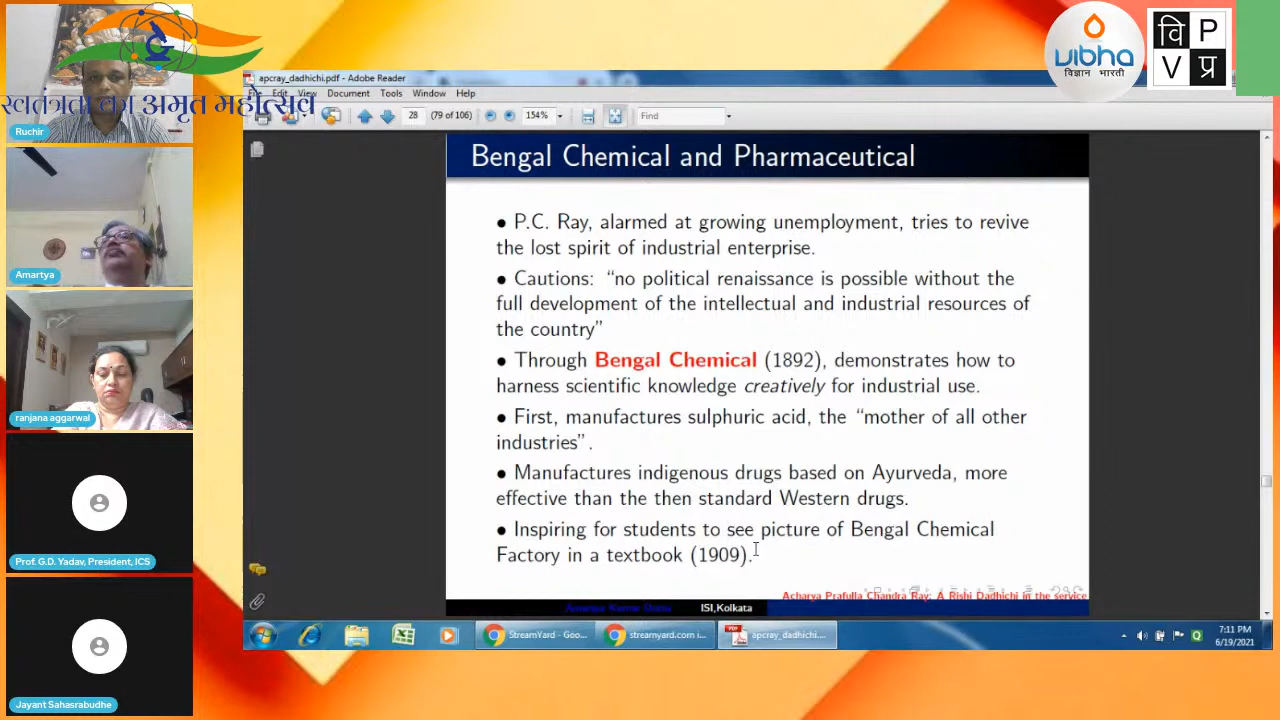 स्वतंत्रता का अमृत महोत्सव
Ruchir
Amartya
ranjana aggarwal
Prof. G.D. Yadav, President, ICS
Jayant Sahasrabudhe
vibha
विज्ञान भारती
वि P
V प्र
apcray_dadhichi.pdf - Adobe Reader
Edit View Document Tools Window Help
28 (79 of 106) 154% Find
Bengal Chemical and Pharmaceutical
• P.C. Ray, alarmed at growing unemployment, tries to revive
the lost spirit of industrial enterprise.
• Cautions: “no political renaissance is possible without the
full development of the intellectual and industrial resources of
the country”
• Through Bengal Chemical (1892), demonstrates how to
harness scientific knowledge creatively for industrial use.
• First, manufactures sulphuric acid, the “mother of all other
industries”.
• Manufactures indigenous drugs based on Ayurveda, more
effective than the then standard Western drugs.
• Inspiring for students to see picture of Bengal Chemical
Factory in a textbook (1909).
Acharya Prafulla Chandra Ray: A Rishi Dadhichi in the service
ISI,Kolkata
StreamYard - Goo...
streamyard.com i...
apcray_dadhichi....
7:11 PM
6/19/2021